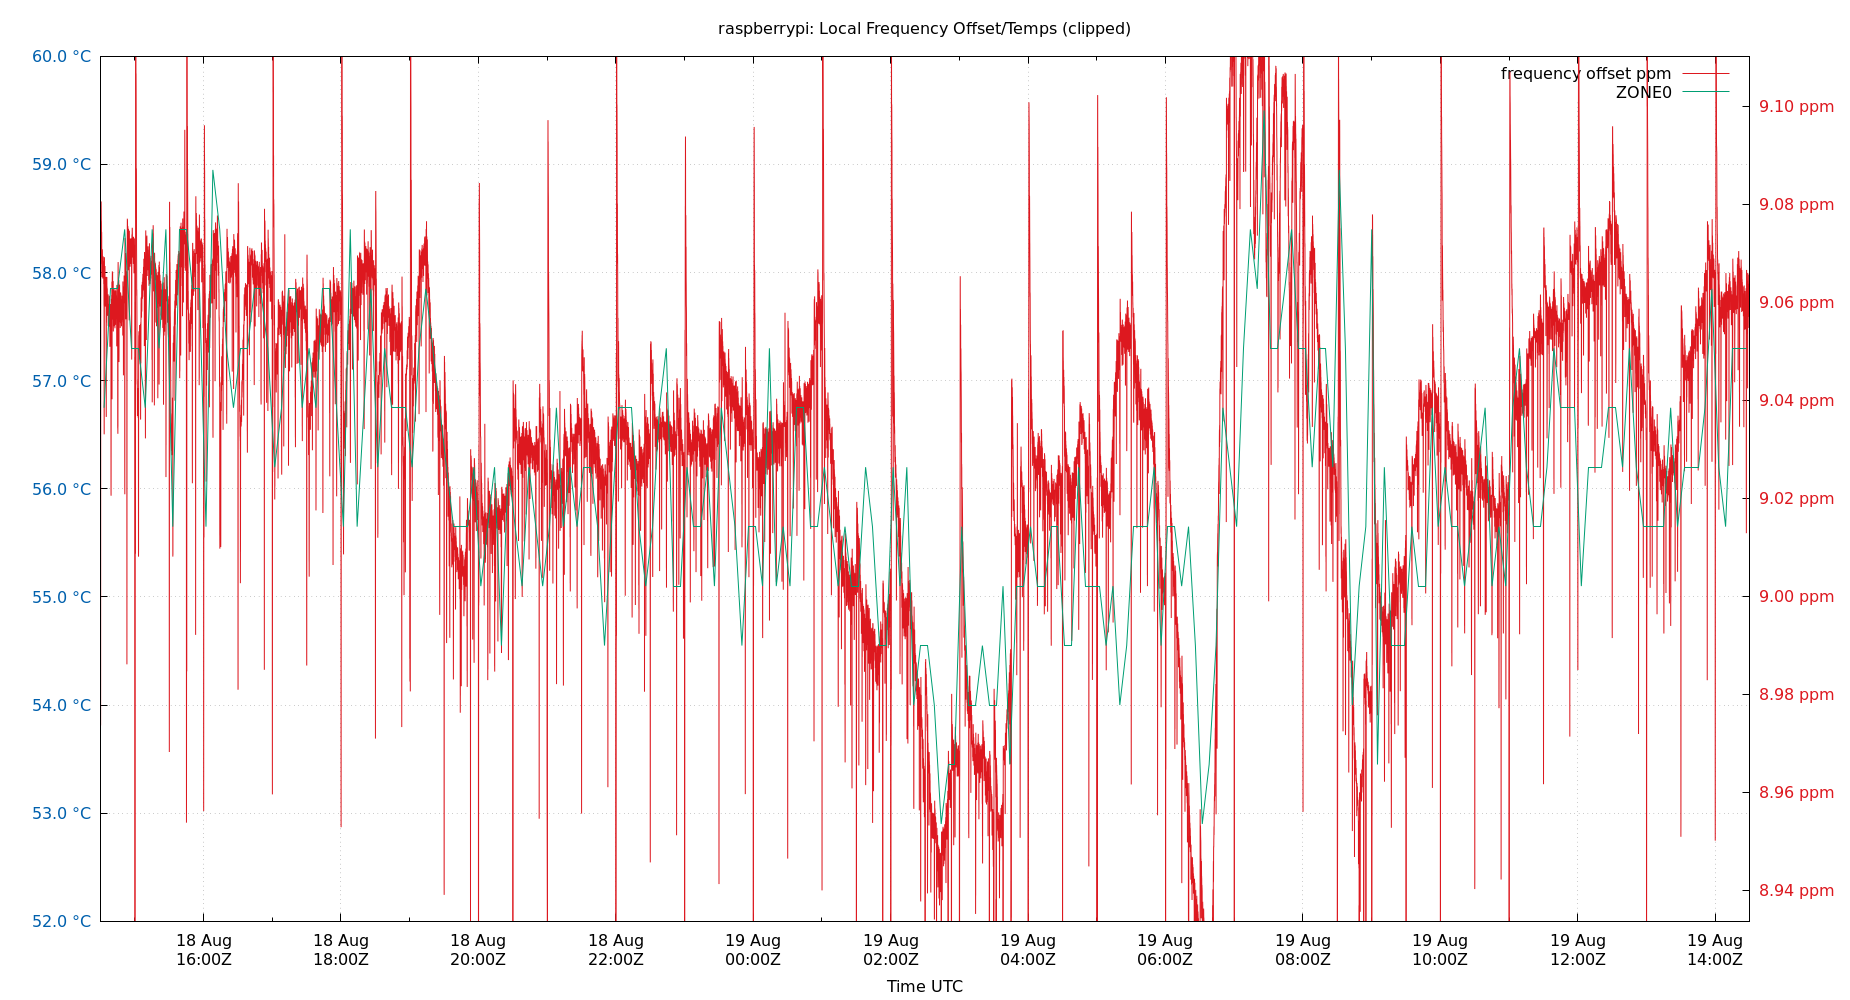 raspberrypi: Local Frequency Offset/Temps (clipped)
frequency offset ppm
ZONE0
60.0 °C
59.0 °C
58.0 °C
57.0 °C
56.0 °C
55.0 °C
54.0 °C
53.0 °C
52.0 °C
9.10 ppm
9.08 ppm
9.06 ppm
9.04 ppm
9.02 ppm
9.00 ppm
8.98 ppm
8.96 ppm
8.94 ppm
18 Aug
16:00Z
18 Aug
18:00Z
18 Aug
20:00Z
18 Aug
22:00Z
19 Aug
00:00Z
19 Aug
02:00Z
19 Aug
04:00Z
19 Aug
06:00Z
19 Aug
08:00Z
19 Aug
10:00Z
19 Aug
12:00Z
19 Aug
14:00Z
Time UTC